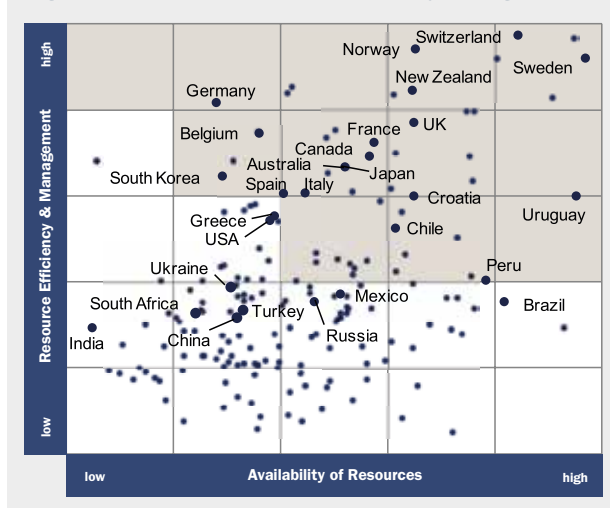 Switzerland
Norway
Sweden
New Zealand
Germany
UK
France
Belgium
Canada
Australia
Japan
South Korea
Spain
Italy
Croatia
Uruguay
Greece
Chile
USA
Peru
Ukraine
Mexico
South Africa
Brazil
Turkey
Russia
China
India
high
Resource Efficiency & Management
low
low
Availability of Resources
high